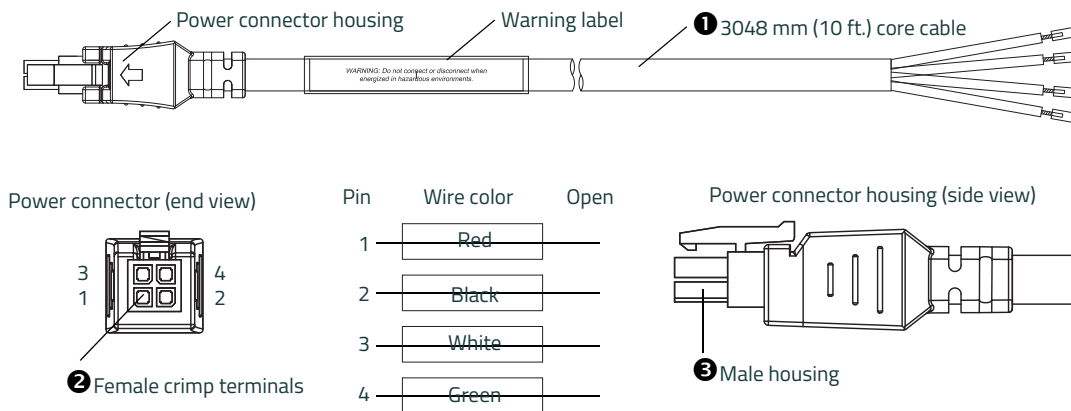 Power connector housing
Warning label
❶ 3048 mm (10 ft.) core cable
WARNING: Do not connect or disconnect when
energized in hazardous environments.
Power connector (end view)
3 4
1 2
❷ Female crimp terminals
Pin Wire color Open
1 Red
2 Black
3 White
4 Green
Power connector housing (side view)
❸ Male housing